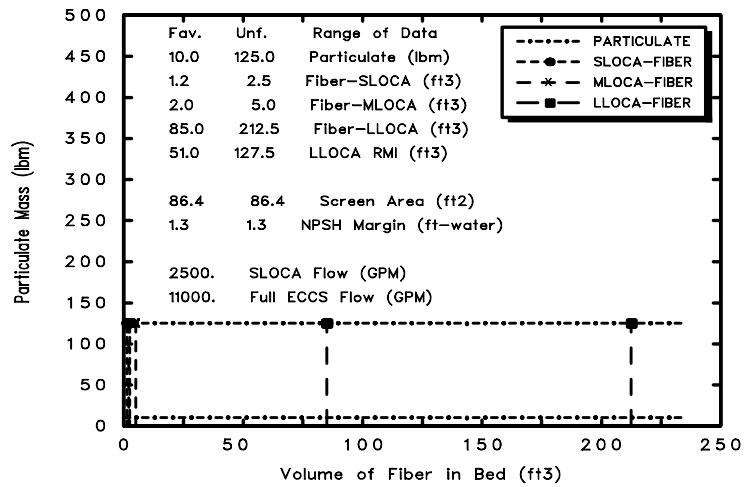 500
450
400
350
300
250
200
150
100
50
0
Particulate Mass (lbm)
Fav. Unf. Range of Data
10.0 125.0 Particulate (lbm)
1.2 2.5 Fiber-SLOCA (ft3)
2.0 5.0 Fiber-MLOCA (ft3)
85.0 212.5 Fiber-LLOCA (ft3)
51.0 127.5 LLOCA RMI (ft3)
86.4 86.4 Screen Area (ft2)
1.3 1.3 NPSH Margin (ft-water)
2500. SLOCA Flow (GPM)
11000. Full ECCS Flow (GPM)
PARTICULATE
SLOCA-FIBER
MLOCA-FIBER
LLOCA-FIBER
0 50 100 150 200 250
Volume of Fiber in Bed (ft3)